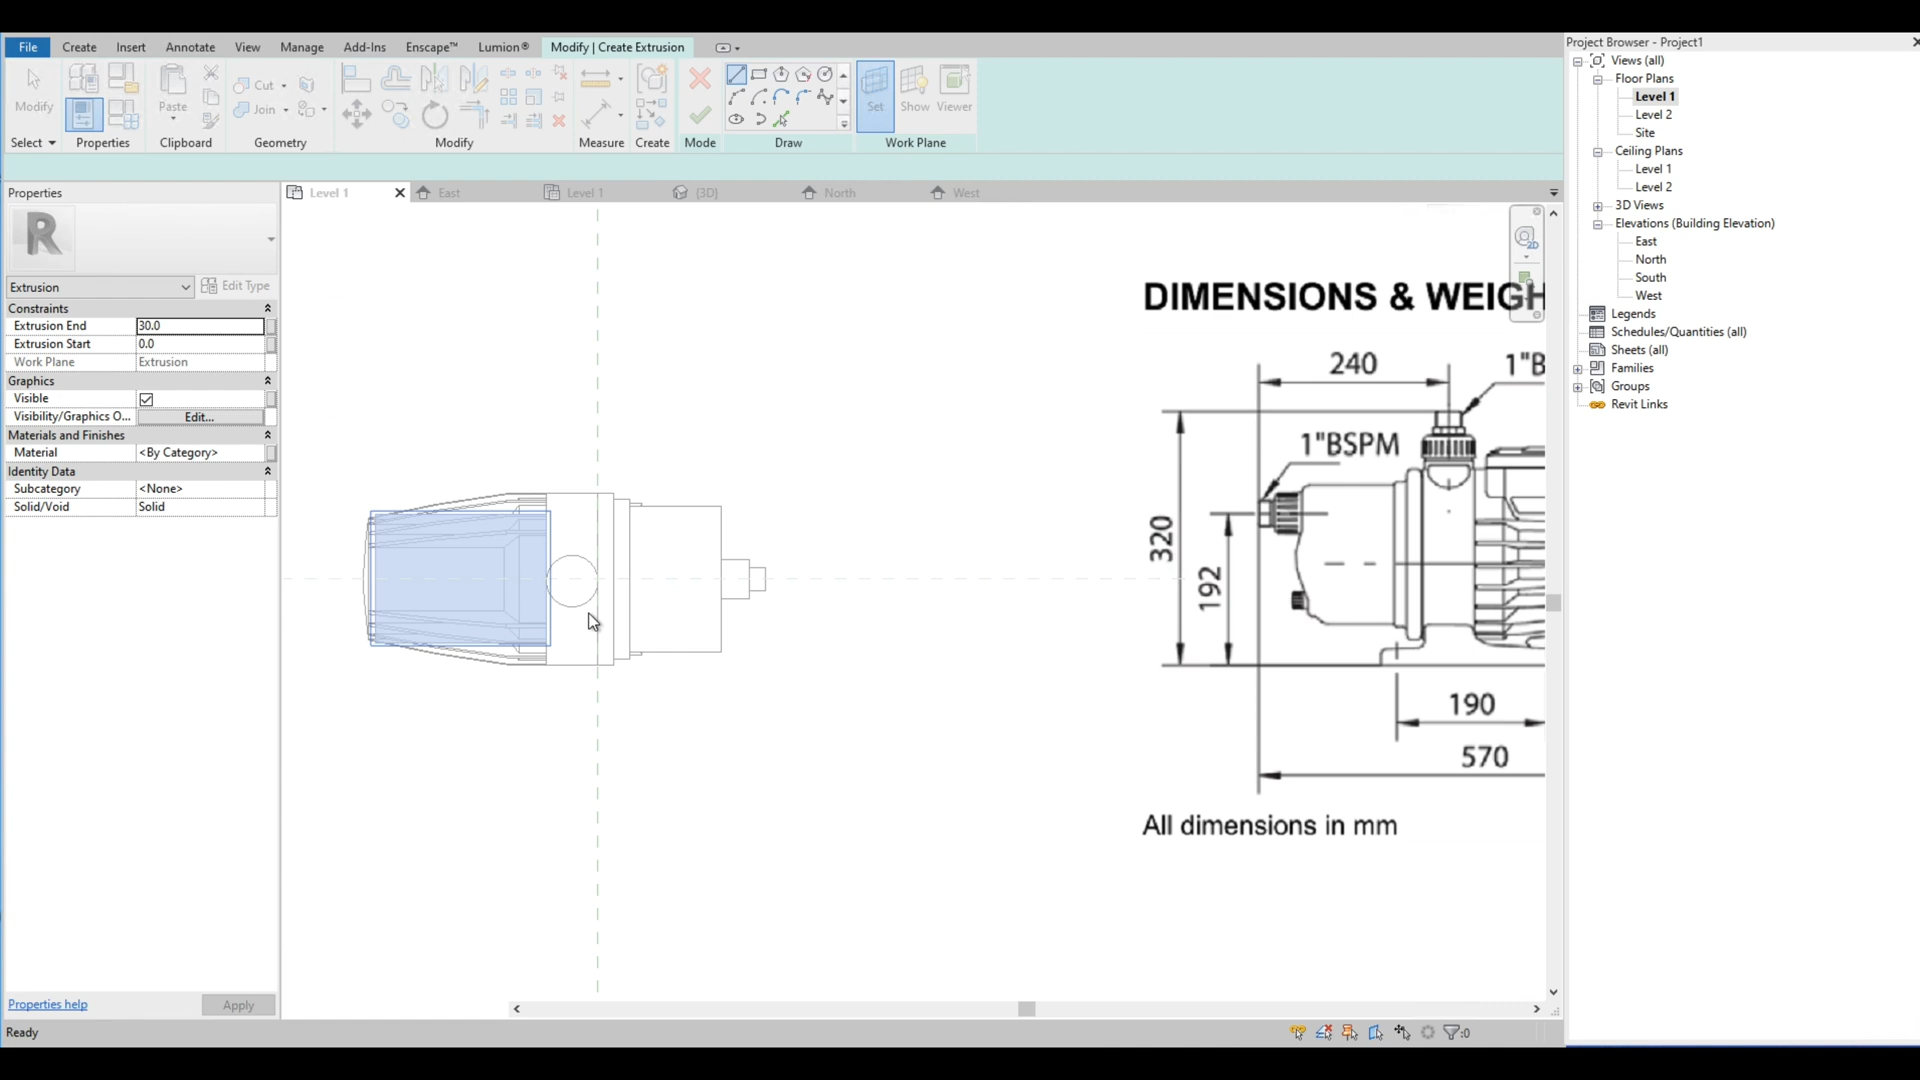 Project Browser - Project1
File Create Insert Annotate View Manage Add-Ins Enscape™ Lumion® Modify | Create Extrusion
Modify
Paste
Cut
Join
Set Show Viewer
Select Properties Clipboard Geometry Modify Measure Create Mode Draw Work Plane
Properties
Level 1 East Level 1 {3D} North West
R
Extrusion
Edit Type
Constraints
Extrusion End 30.0
Extrusion Start 0.0
Work Plane Extrusion
Graphics
Visible
Visibility/Graphics O... Edit...
Materials and Finishes
Material <By Category>
Identity Data
Subcategory <None>
Solid/Void Solid
Properties help
Apply
Ready
2D
DIMENSIONS & WEIGH
240
1"B
1"BSPM
320
192
190
570
All dimensions in mm
Views (all)
Floor Plans
Level 1
Level 2
Site
Ceiling Plans
Level 1
Level 2
3D Views
Elevations (Building Elevation)
East
North
South
West
Legends
Schedules/Quantities (all)
Sheets (all)
Families
Groups
Revit Links
:0